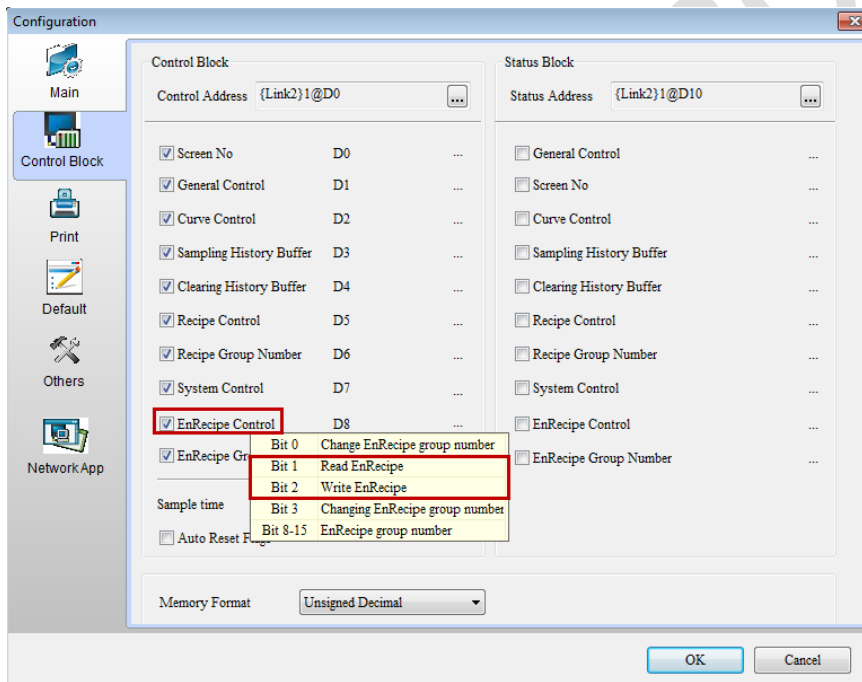 Configuration
Main
Control Block
Print
Default
Others
Network App
Control Block
Control Address {Link2}1@D0 ...
Screen No D0 ...
General Control D1 ...
Curve Control D2 ...
Sampling History Buffer D3 ...
Clearing History Buffer D4 ...
Recipe Control D5 ...
Recipe Group Number D6 ...
System Control D7 ...
EnRecipe Control D8 ...
Bit 0 Change EnRecipe group number
Bit 1 Read EnRecipe
Bit 2 Write EnRecipe
Bit 3 Changing EnRecipe group number
Bit 8-15 EnRecipe group number
EnRecipe
Sample time
Auto Reset
Status Block
Status Address {Link2}1@D10 ...
General Control ...
Screen No ...
Curve Control ...
Sampling History Buffer ...
Clearing History Buffer ...
Recipe Control ...
Recipe Group Number ...
System Control ...
EnRecipe Control ...
EnRecipe Group Number ...
Memory Format Unsigned Decimal
OK Cancel